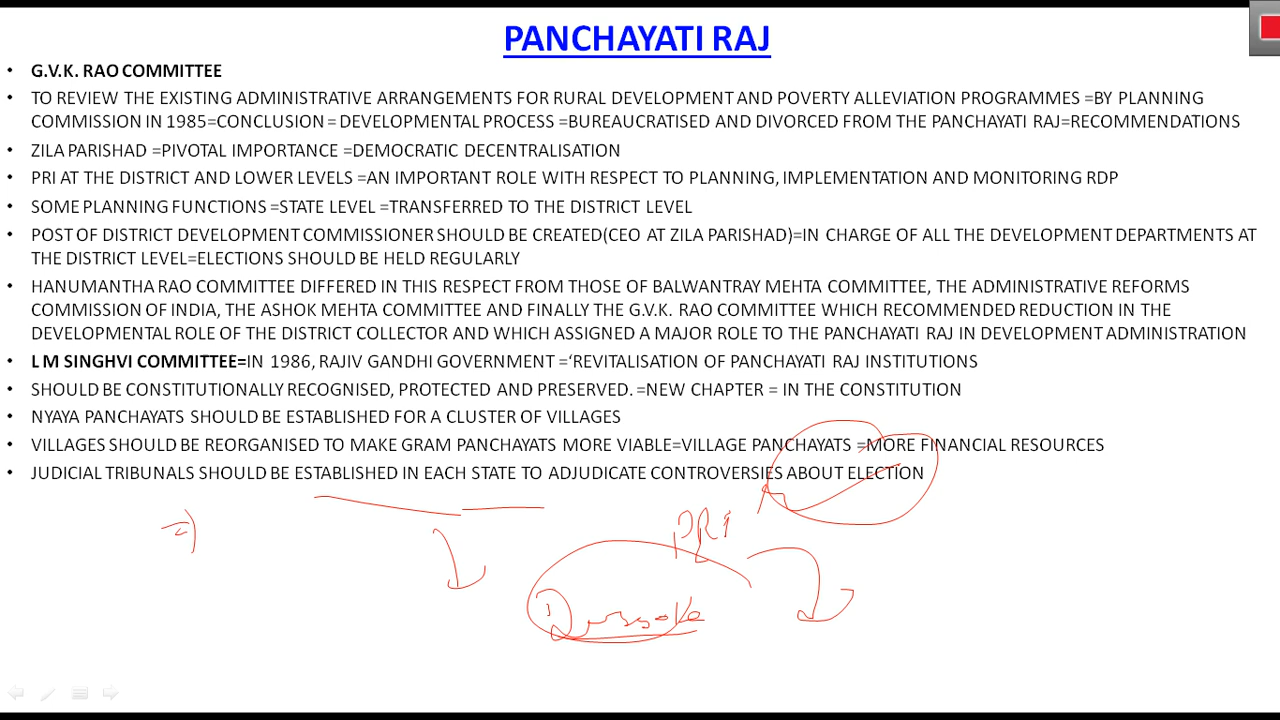 PANCHAYATI RAJ
• G.V.K. RAO COMMITTEE
• TO REVIEW THE EXISTING ADMINISTRATIVE ARRANGEMENTS FOR RURAL DEVELOPMENT AND POVERTY ALLEVIATION PROGRAMMES =BY PLANNING
COMMISSION IN 1985=CONCLUSION = DEVELOPMENTAL PROCESS =BUREAUCRATISED AND DIVORCED FROM THE PANCHAYATI RAJ=RECOMMENDATIONS
• ZILA PARISHAD =PIVOTAL IMPORTANCE =DEMOCRATIC DECENTRALISATION
• PRI AT THE DISTRICT AND LOWER LEVELS =AN IMPORTANT ROLE WITH RESPECT TO PLANNING, IMPLEMENTATION AND MONITORING RDP
• SOME PLANNING FUNCTIONS =STATE LEVEL =TRANSFERRED TO THE DISTRICT LEVEL
• POST OF DISTRICT DEVELOPMENT COMMISSIONER SHOULD BE CREATED(CEO AT ZILA PARISHAD)=IN CHARGE OF ALL THE DEVELOPMENT DEPARTMENTS AT
THE DISTRICT LEVEL=ELECTIONS SHOULD BE HELD REGULARLY
• HANUMANTHA RAO COMMITTEE DIFFERED IN THIS RESPECT FROM THOSE OF BALWANTRAY MEHTA COMMITTEE, THE ADMINISTRATIVE REFORMS
COMMISSION OF INDIA, THE ASHOK MEHTA COMMITTEE AND FINALLY THE G.V.K. RAO COMMITTEE WHICH RECOMMENDED REDUCTION IN THE
DEVELOPMENTAL ROLE OF THE DISTRICT COLLECTOR AND WHICH ASSIGNED A MAJOR ROLE TO THE PANCHAYATI RAJ IN DEVELOPMENT ADMINISTRATION
• L M SINGHVI COMMITTEE=IN 1986, RAJIV GANDHI GOVERNMENT =‘REVITALISATION OF PANCHAYATI RAJ INSTITUTIONS
• SHOULD BE CONSTITUTIONALLY RECOGNISED, PROTECTED AND PRESERVED. =NEW CHAPTER = IN THE CONSTITUTION
• NYAYA PANCHAYATS SHOULD BE ESTABLISHED FOR A CLUSTER OF VILLAGES
• VILLAGES SHOULD BE REORGANISED TO MAKE GRAM PANCHAYATS MORE VIABLE=VILLAGE PANCHAYATS =MORE FINANCIAL RESOURCES
• JUDICIAL TRIBUNALS SHOULD BE ESTABLISHED IN EACH STATE TO ADJUDICATE CONTROVERSIES ABOUT ELECTION
PRI